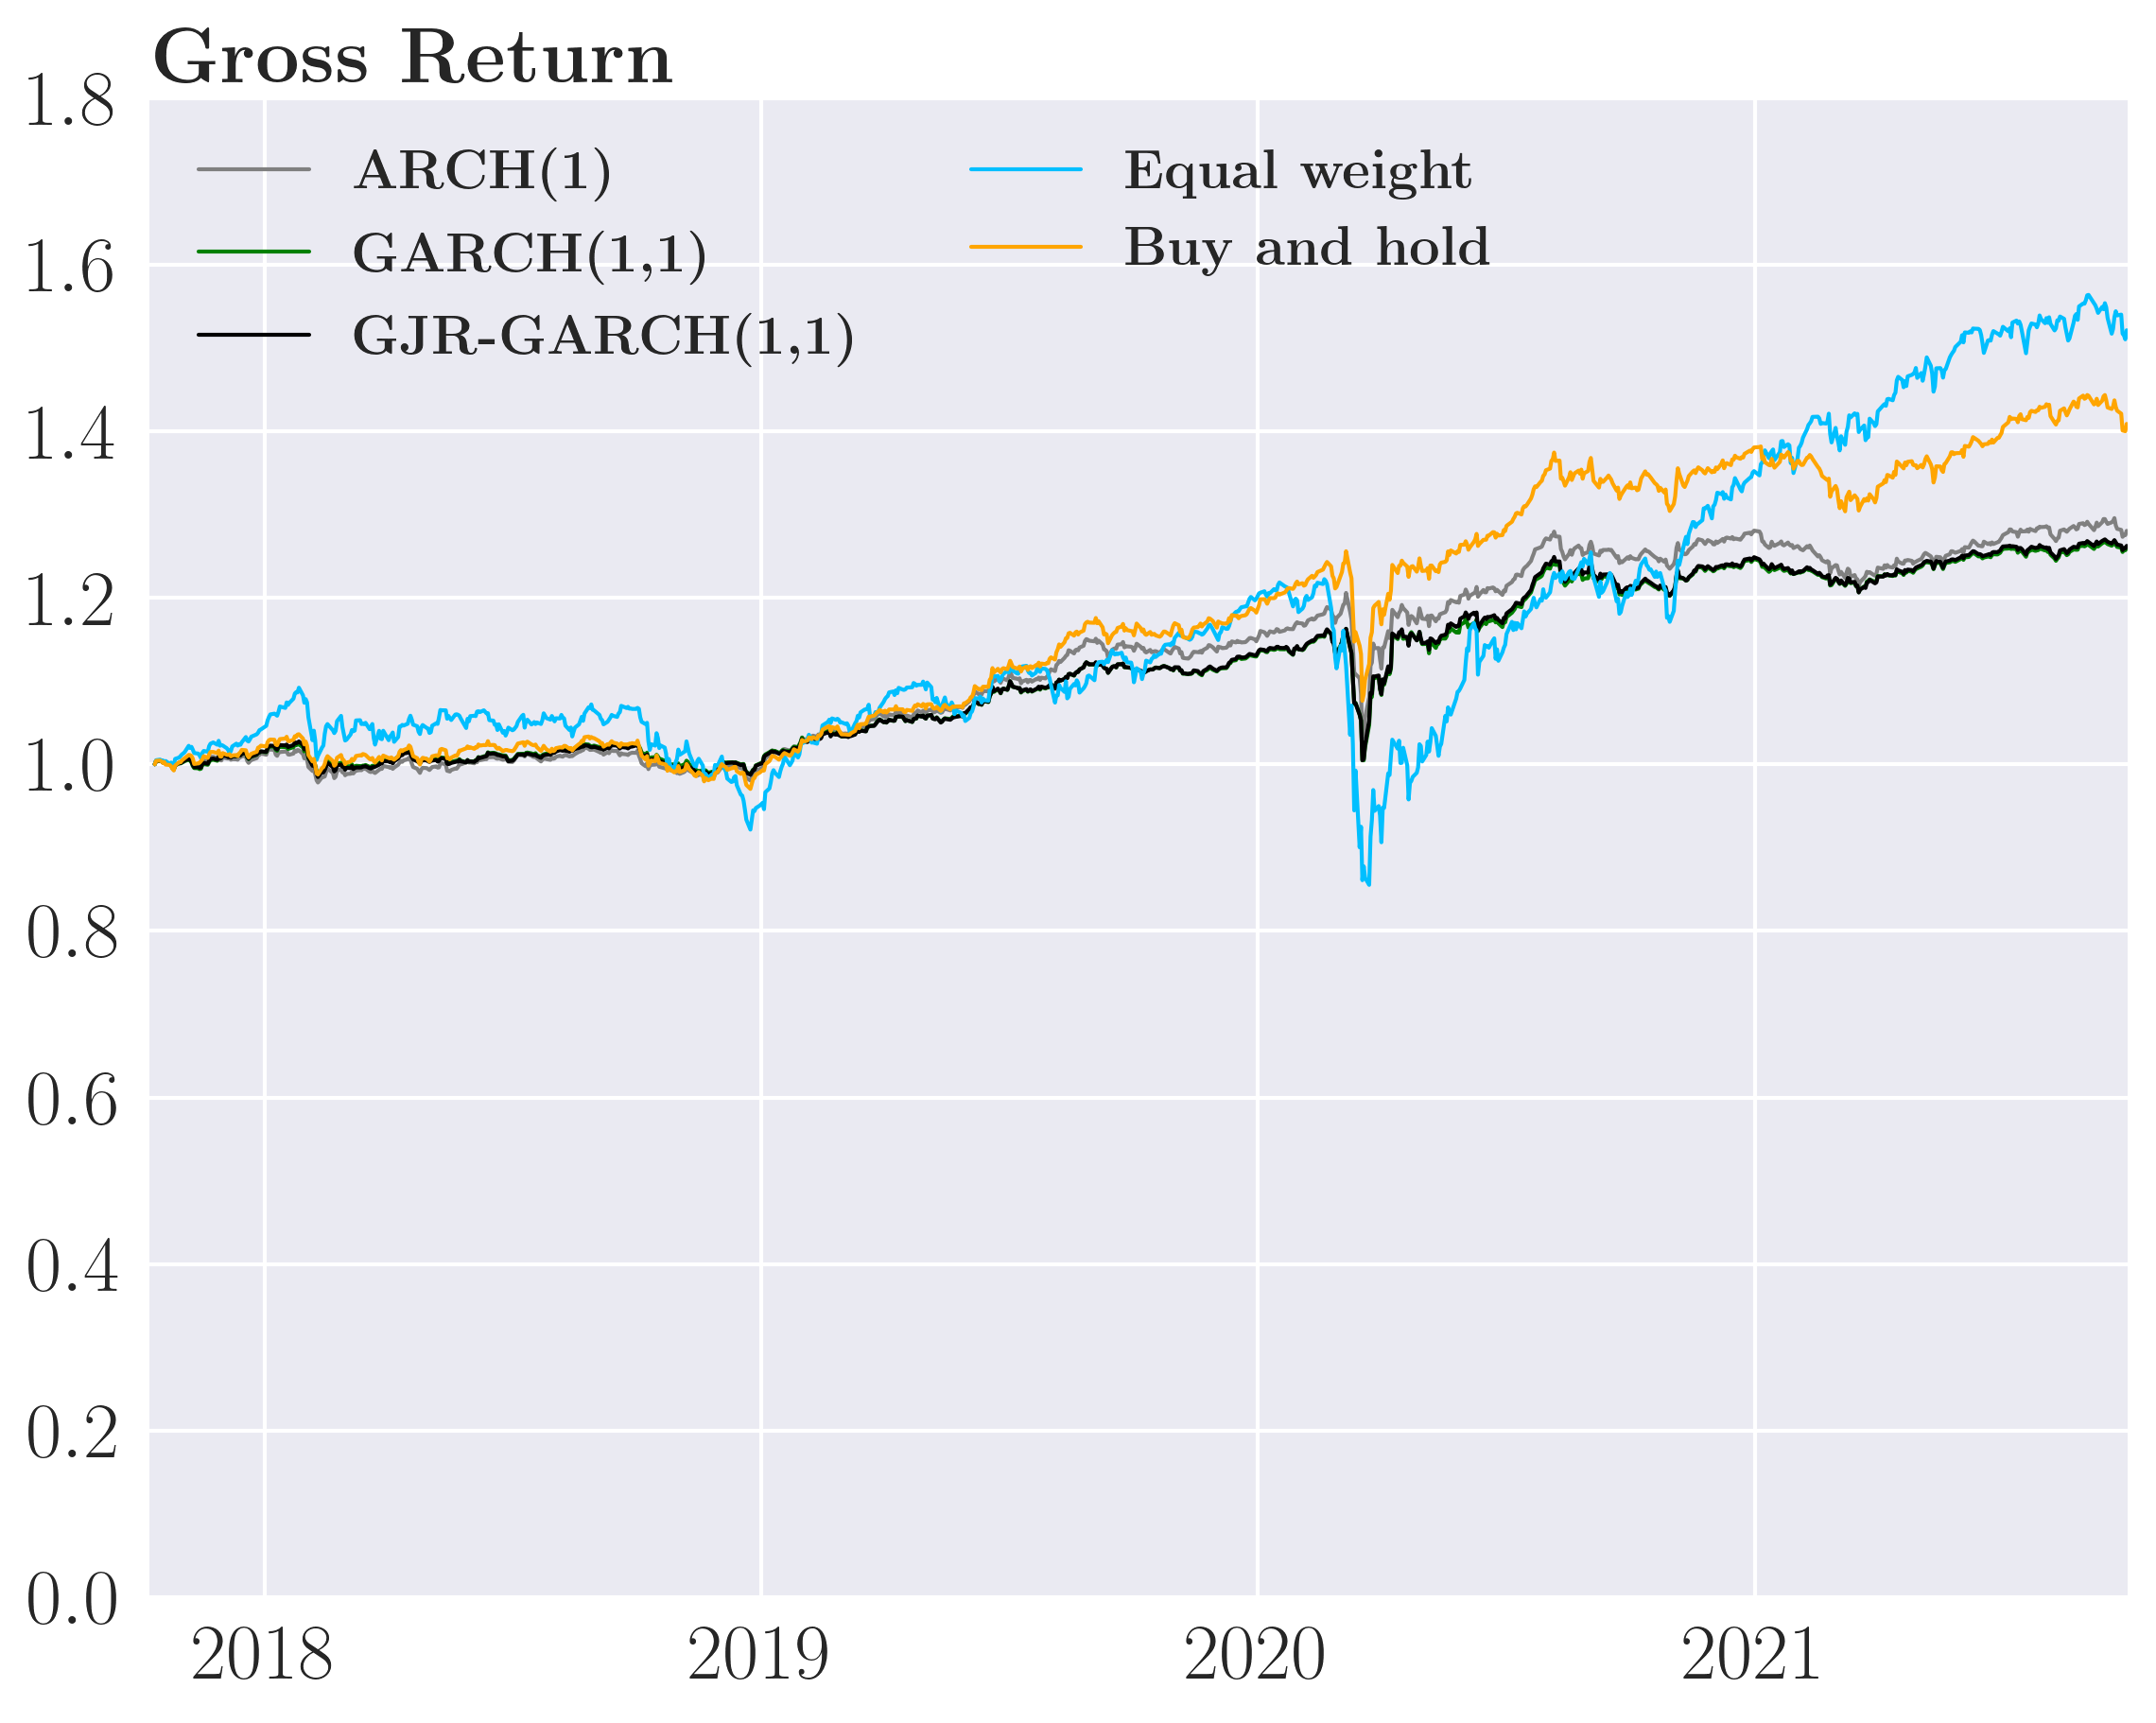 Gross Return
1.8
1.6
1.4
1.2
1.0
0.8
0.6
0.4
0.2
0.0
ARCH(1)
GARCH(1,1)
GJR-GARCH(1,1)
Equal weight
Buy and hold
2018
2019
2020
2021